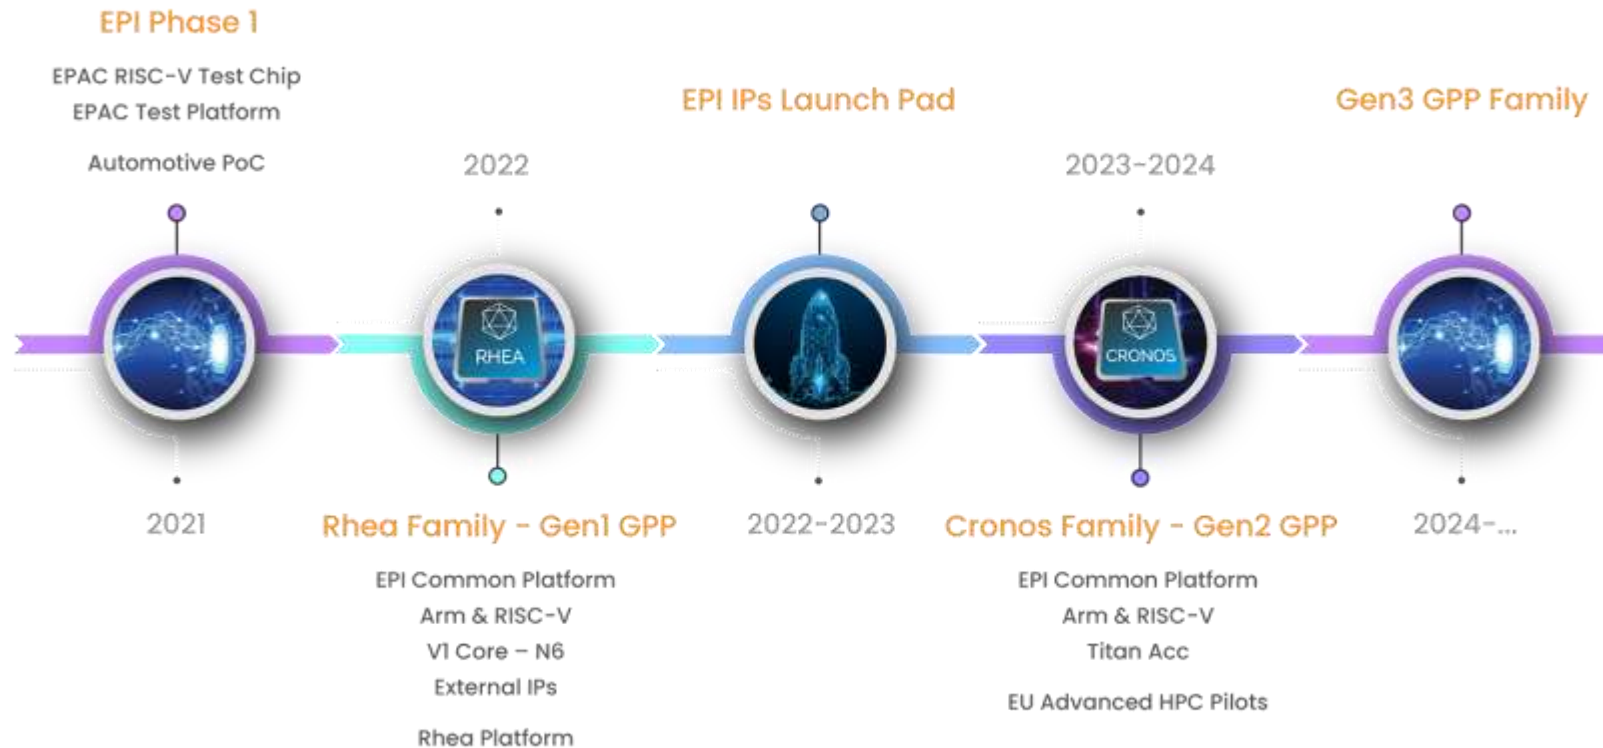 EPI Phase 1
EPAC RISC-V Test Chip
EPAC Test Platform
Automotive PoC
2021
2022
RHEA
Rhea Family - Gen1 GPP
EPI Common Platform
Arm & RISC-V
V1 Core – N6
External IPs
Rhea Platform
EPI IPs Launch Pad
2022-2023
2023-2024
CRONOS
Cronos Family - Gen2 GPP
EPI Common Platform
Arm & RISC-V
Titan Acc
EU Advanced HPC Pilots
Gen3 GPP Family
2024-...